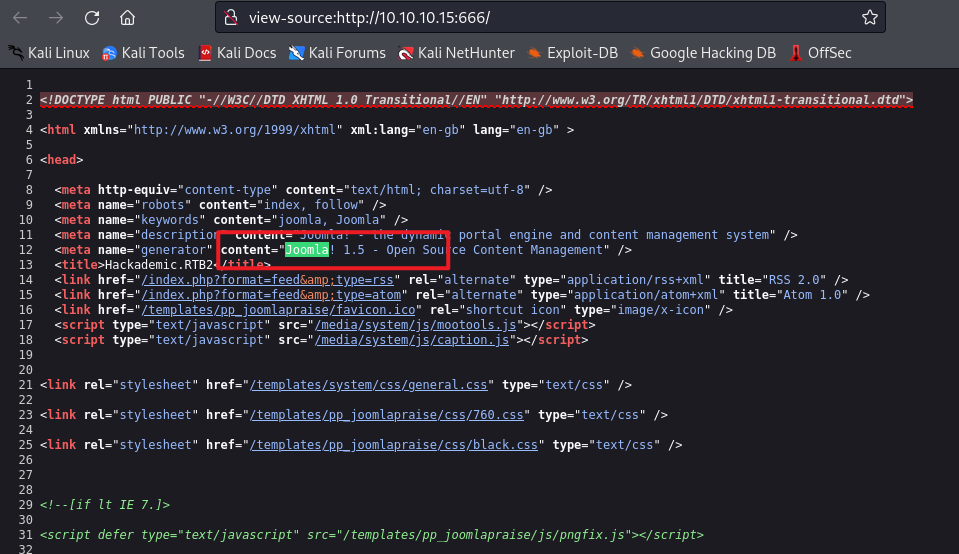 view-source:http://10.10.10.15:666/
Kali Linux Kali Tools Kali Docs Kali Forums Kali NetHunter Exploit-DB Google Hacking DB OffSec
1
2 <!DOCTYPE html PUBLIC "-//W3C//DTD XHTML 1.0 Transitional//EN" "http://www.w3.org/TR/xhtml1/DTD/xhtml1-transitional.dtd">
3
4 <html xmlns="http://www.w3.org/1999/xhtml" xml:lang="en-gb" lang="en-gb" >
5
6 <head>
7
8 <meta http-equiv="content-type" content="text/html; charset=utf-8" />
9 <meta name="robots" content="index, follow" />
10 <meta name="keywords" content="joomla, Joomla" />
11 <meta name="description" content="Joomla! - the dynamic portal engine and content management system" />
12 <meta name="generator" content="Joomla! 1.5 - Open Source Content Management" />
13 <title>Hackademic.RTB2</title>
14 <link href="/index.php?format=feed&amp;type=rss" rel="alternate" type="application/rss+xml" title="RSS 2.0" />
15 <link href="/index.php?format=feed&amp;type=atom" rel="alternate" type="application/atom+xml" title="Atom 1.0" />
16 <link href="/templates/pp_joomlapraise/favicon.ico" rel="shortcut icon" type="image/x-icon" />
17 <script type="text/javascript" src="/media/system/js/mootools.js"></script>
18 <script type="text/javascript" src="/media/system/js/caption.js"></script>
19
20
21 <link rel="stylesheet" href="/templates/system/css/general.css" type="text/css" />
22
23 <link rel="stylesheet" href="/templates/pp_joomlapraise/css/760.css" type="text/css" />
24
25 <link rel="stylesheet" href="/templates/pp_joomlapraise/css/black.css" type="text/css" />
26
27
28
29 <!--[if lt IE 7.]>
30
31 <script defer type="text/javascript" src="/templates/pp_joomlapraise/js/pngfix.js"></script>
32